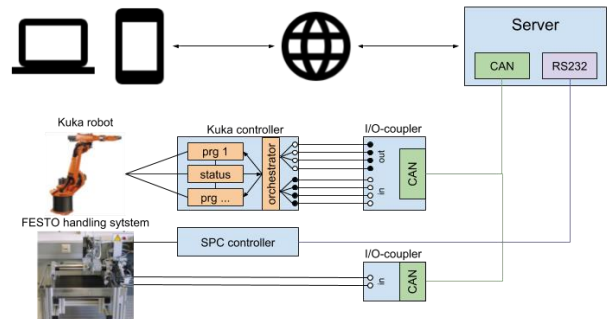 Server
CAN
RS232
Kuka robot
Kuka controller
I/O-coupler
prg 1
status
prg ...
orchestrator
out
in
CAN
FESTO handling sytstem
SPC controller
I/O-coupler
in
CAN